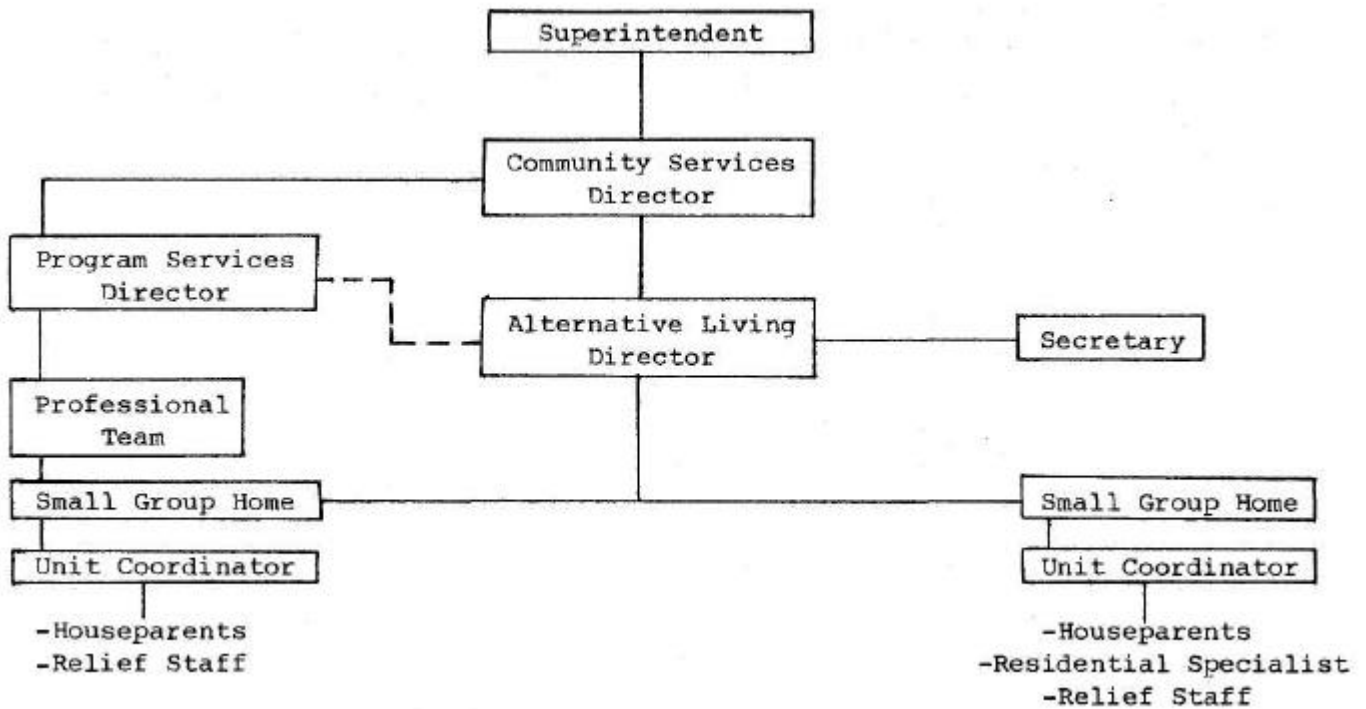 Superintendent
Community Services
Director
Program Services
Director
Alternative Living
Director
Secretary
Professional
Team
Small Group Home
Small Group Home
Unit Coordinator
Unit Coordinator
-Houseparents
-Relief Staff
-Houseparents
-Residential Specialist
-Relief Staff